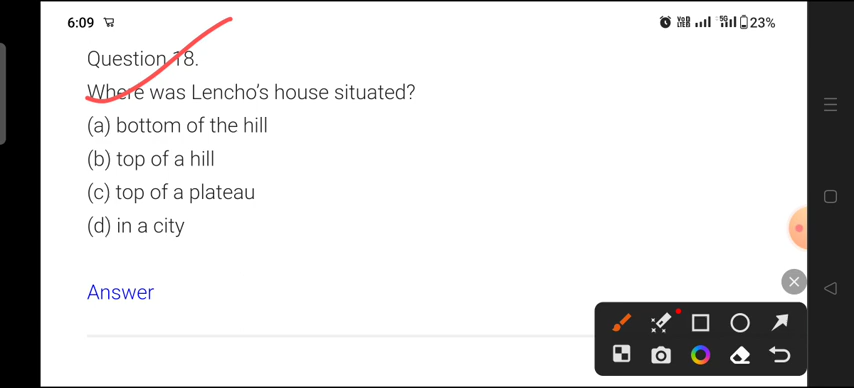 6:09
23%
Question 18.
Where was Lencho's house situated?
(a) bottom of the hill
(b) top of a hill
(c) top of a plateau
(d) in a city
Answer